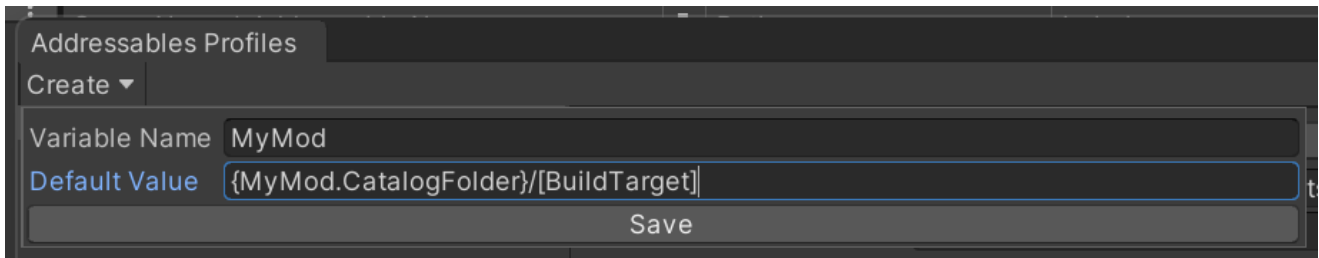 Addressables Profiles
Create
Variable Name MyMod
Default Value {MyMod.CatalogFolder}/[BuildTarget]
Save